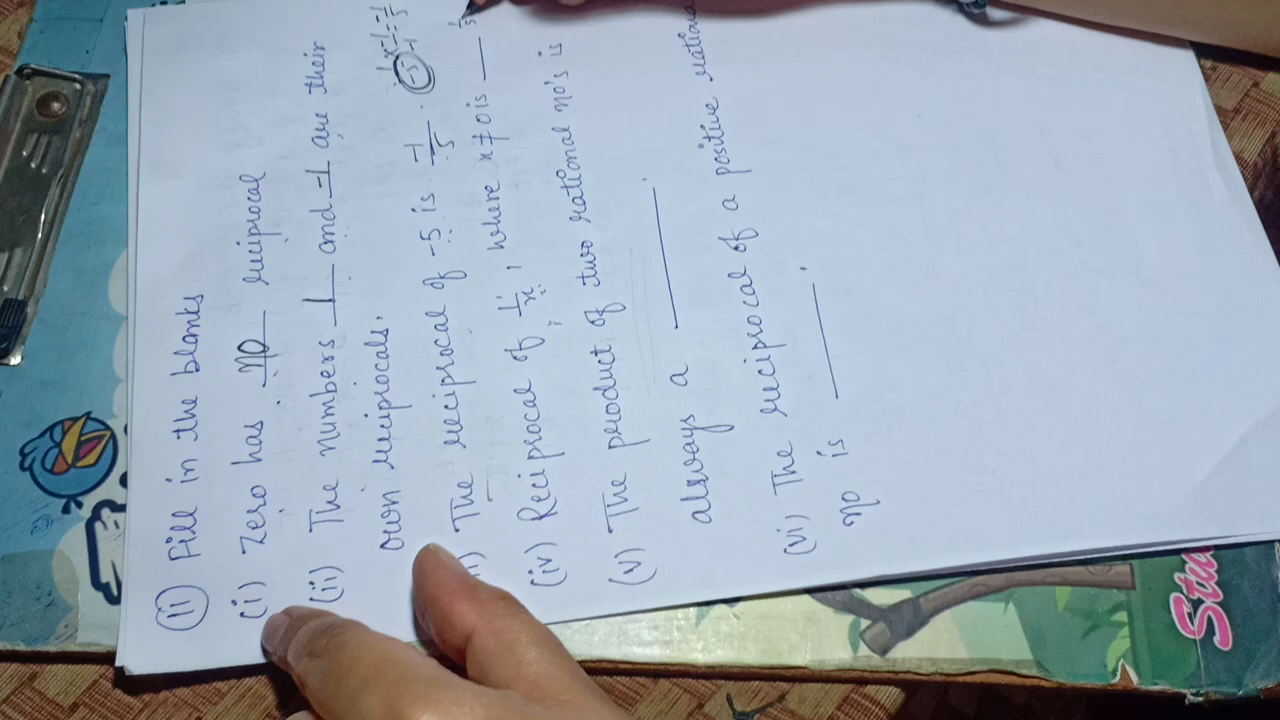 (ii) Fill in the blanks
(i) Zero has no reciprocal
(ii) The numbers 1 and -1 are their
own reciprocals.
The reciprocal of -5 is -1/5.
(iv) Reciprocal of 1/x, where x≠0 is ___
(v) The product of two rational no's is
always a ___.
(vi) The reciprocal of a positive rational
no is ___.